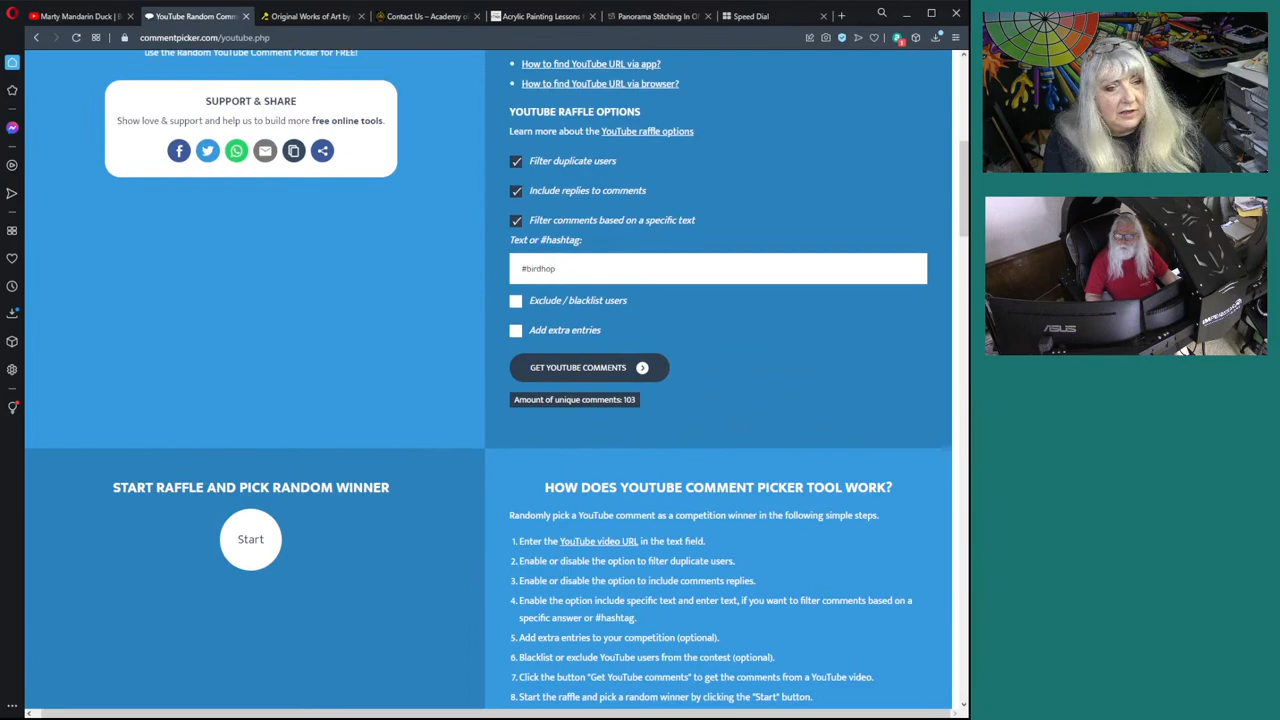 Marty Mandarin Duck |
YouTube Random Comm
Original Works of Art by
Contact Us – Academy o
Acrylic Painting Lessons
Panorama Stitching In O
Speed Dial
commentpicker.com/youtube.php
use the Random YouTube Comment Picker for FREE!
SUPPORT & SHARE
Show love & support and help us to build more free online tools.
How to find YouTube URL via app?
How to find YouTube URL via browser?
YOUTUBE RAFFLE OPTIONS
Learn more about the YouTube raffle options
Filter duplicate users
Include replies to comments
Filter comments based on a specific text
Text or #hashtag:
#birdhop
Exclude / blacklist users
Add extra entries
GET YOUTUBE COMMENTS
Amount of unique comments: 103
START RAFFLE AND PICK RANDOM WINNER
Start
HOW DOES YOUTUBE COMMENT PICKER TOOL WORK?
Randomly pick a YouTube comment as a competition winner in the following simple steps.
1. Enter the YouTube video URL in the text field.
2. Enable or disable the option to filter duplicate users.
3. Enable or disable the option to include comments replies.
4. Enable the option include specific text and enter text, if you want to filter comments based on a
specific answer or #hashtag.
5. Add extra entries to your competition (optional).
6. Blacklist or exclude YouTube users from the contest (optional).
7. Click the button "Get YouTube comments" to get the comments from a YouTube video.
8. Start the raffle and pick a random winner by clicking the "Start" button.
ASUS